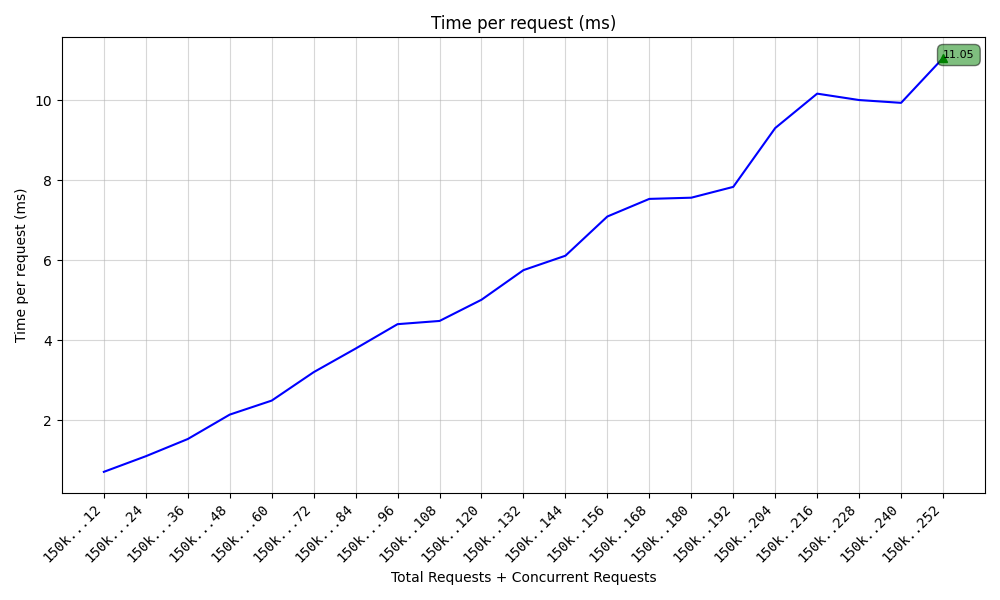 Time per request (ms)
11.05
Time per request (ms)
10
8
6
4
2
150k...12
150k...24
150k...36
150k...48
150k...60
150k...72
150k...84
150k...96
150k..108
150k..120
150k..132
150k..144
150k..156
150k..168
150k..180
150k..192
150k..204
150k..216
150k..228
150k..240
150k..252
Total Requests + Concurrent Requests